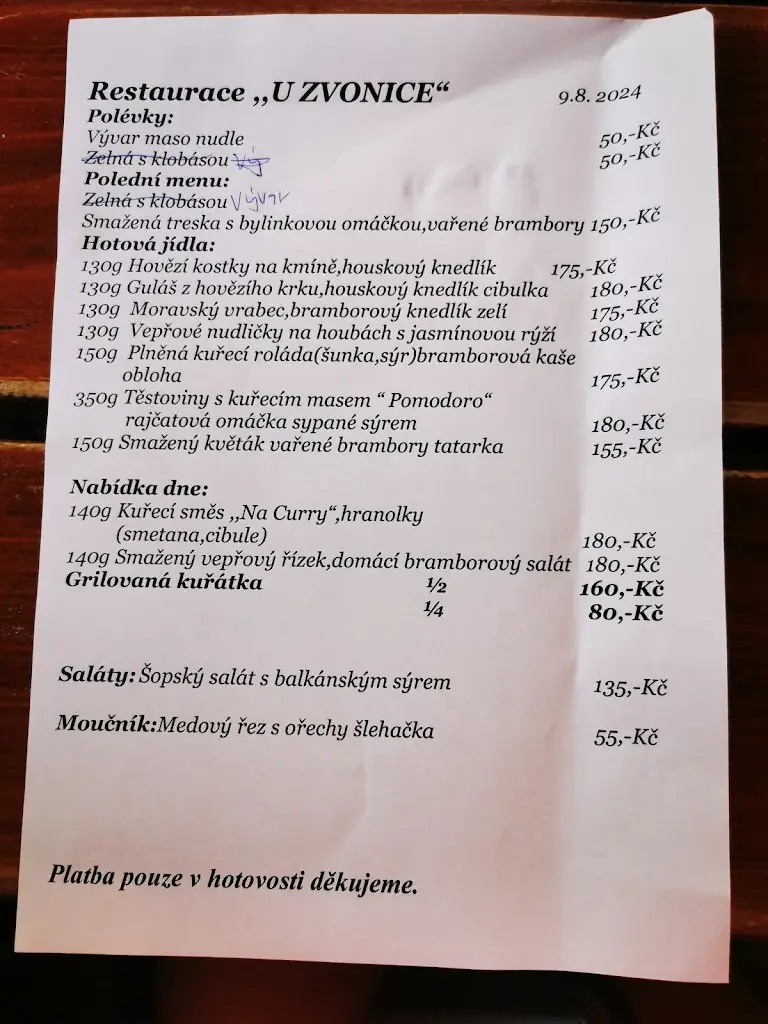 Restaurace ,,U ZVONICE“ 9.8. 2024
Polévky:
Vývar maso nudle 50,-Kč
Zelná s klobásou 50,-Kč
Polední menu:
Zelná s klobásou Vývar
Smažená treska s bylinkovou omáčkou,vařené brambory 150,-Kč
Hotová jídla:
130g Hovězí kostky na kmíně,houskový knedlík 175,-Kč
130g Guláš z hovězího krku,houskový knedlík cibulka 180,-Kč
130g Moravský vrabec,bramborový knedlík zelí 175,-Kč
130g Vepřové nudličky na houbách s jasmínovou rýží 180,-Kč
150g Plněná kuřecí roláda(šunka,sýr)bramborová kaše
obloha 175,-Kč
350g Těstoviny s kuřecím masem “ Pomodoro“
rajčatová omáčka sypané sýrem 180,-Kč
150g Smažený květák vařené brambory tatarka 155,-Kč
Nabídka dne:
140g Kuřecí směs ,,Na Curry“,hranolky
(smetana,cibule) 180,-Kč
140g Smažený vepřový řízek,domácí bramborový salát 180,-Kč
Grilovaná kuřátka ½ 160,-Kč
¼ 80,-Kč
Saláty:Šopský salát s balkánským sýrem 135,-Kč
Moučník:Medový řez s ořechy šlehačka 55,-Kč
Platba pouze v hotovosti děkujeme.